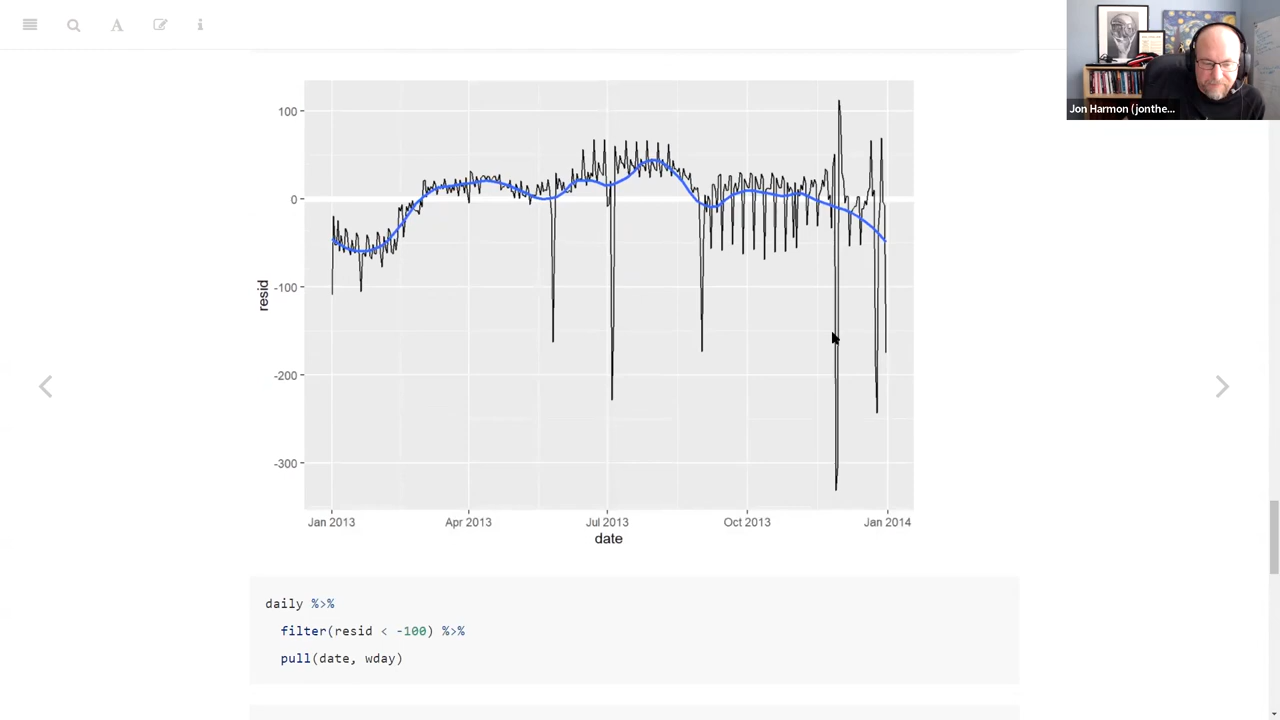 A
i
Jon Harmon (jonthe...
100
0
-100
-200
-300
resid
Jan 2013 Apr 2013 Jul 2013 Oct 2013 Jan 2014
date
daily %>%
filter(resid < -100) %>%
pull(date, wday)